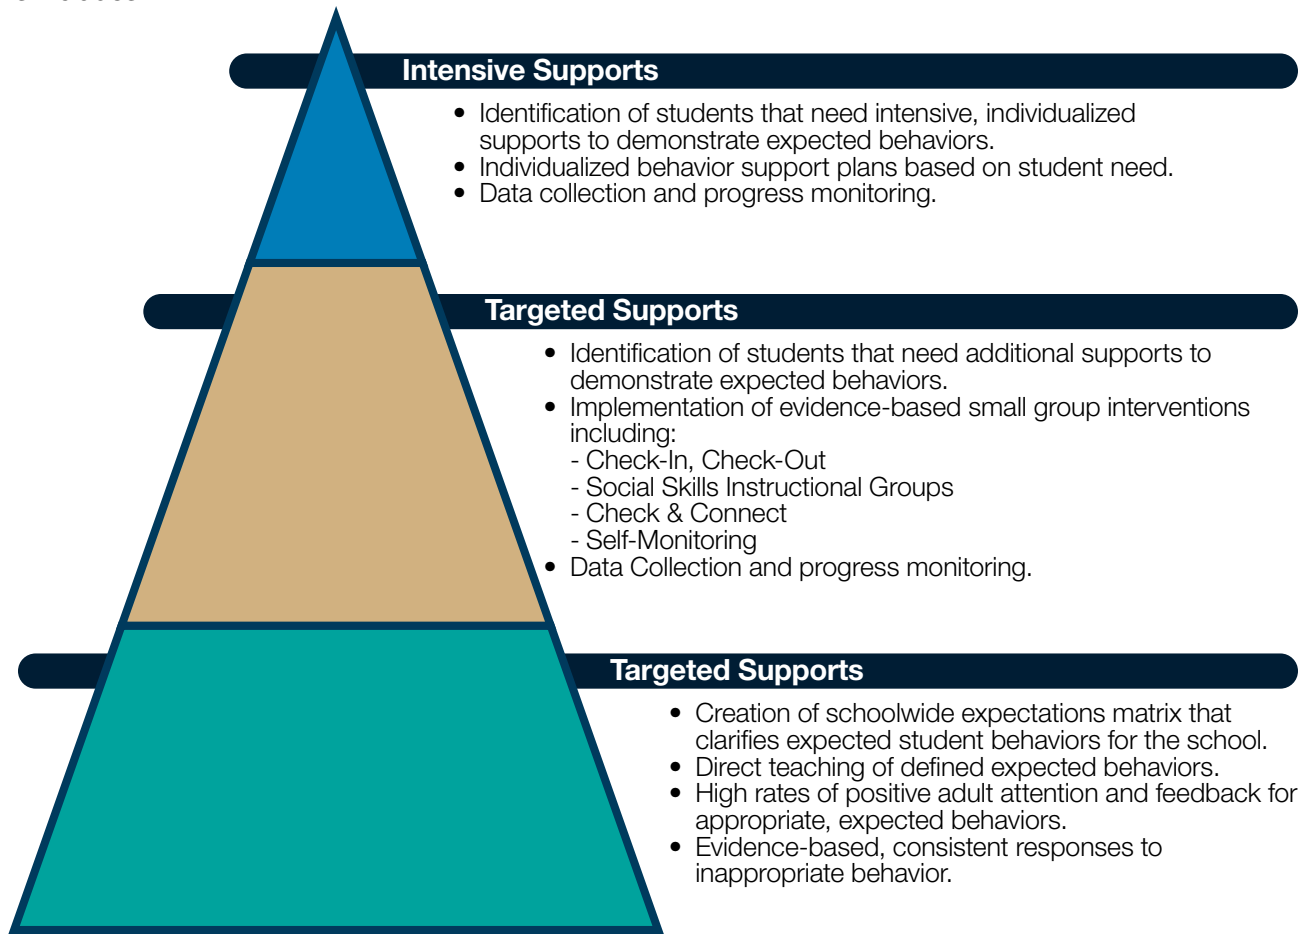 Intensive Supports
• Identification of students that need intensive, individualized
supports to demonstrate expected behaviors.
• Individualized behavior support plans based on student need.
• Data collection and progress monitoring.
Targeted Supports
• Identification of students that need additional supports to
demonstrate expected behaviors.
• Implementation of evidence-based small group interventions
including:
- Check-In, Check-Out
- Social Skills Instructional Groups
- Check & Connect
- Self-Monitoring
• Data Collection and progress monitoring.
Targeted Supports
• Creation of schoolwide expectations matrix that
clarifies expected student behaviors for the school.
• Direct teaching of defined expected behaviors.
• High rates of positive adult attention and feedback for
appropriate, expected behaviors.
• Evidence-based, consistent responses to
inappropriate behavior.